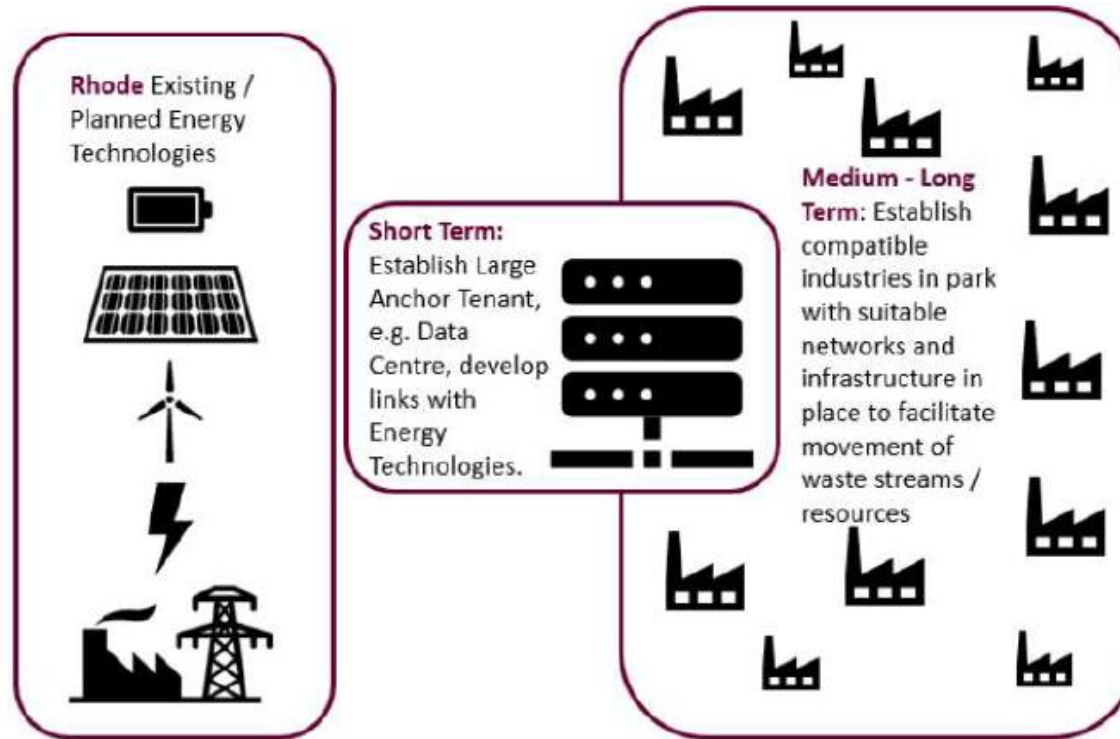 Rhode Existing /
Planned Energy
Technologies
Short Term:
Establish Large
Anchor Tenant,
e.g. Data
Centre, develop
links with
Energy
Technologies.
Medium - Long
Term: Establish
compatible
industries in park
with suitable
networks and
infrastructure in
place to facilitate
movement of
waste streams /
resources